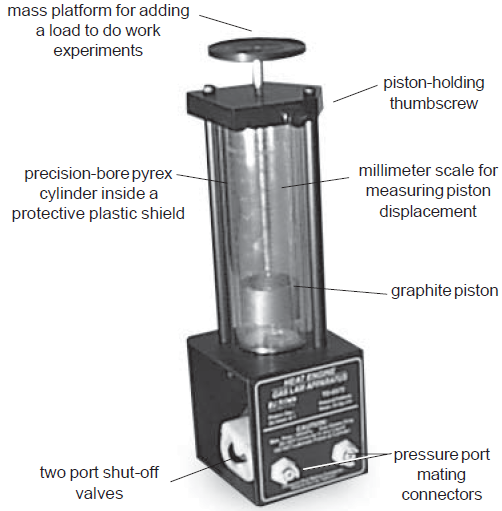 mass platform for adding
a load to do work
experiments
piston-holding
thumbscrew
precision-bore pyrex
cylinder inside a
protective plastic shield
millimeter scale for
measuring piston
displacement
graphite piston
HEAT ENGINE
GAS LAW APPARATUS
two port shut-off
valves
pressure port
mating
connectors